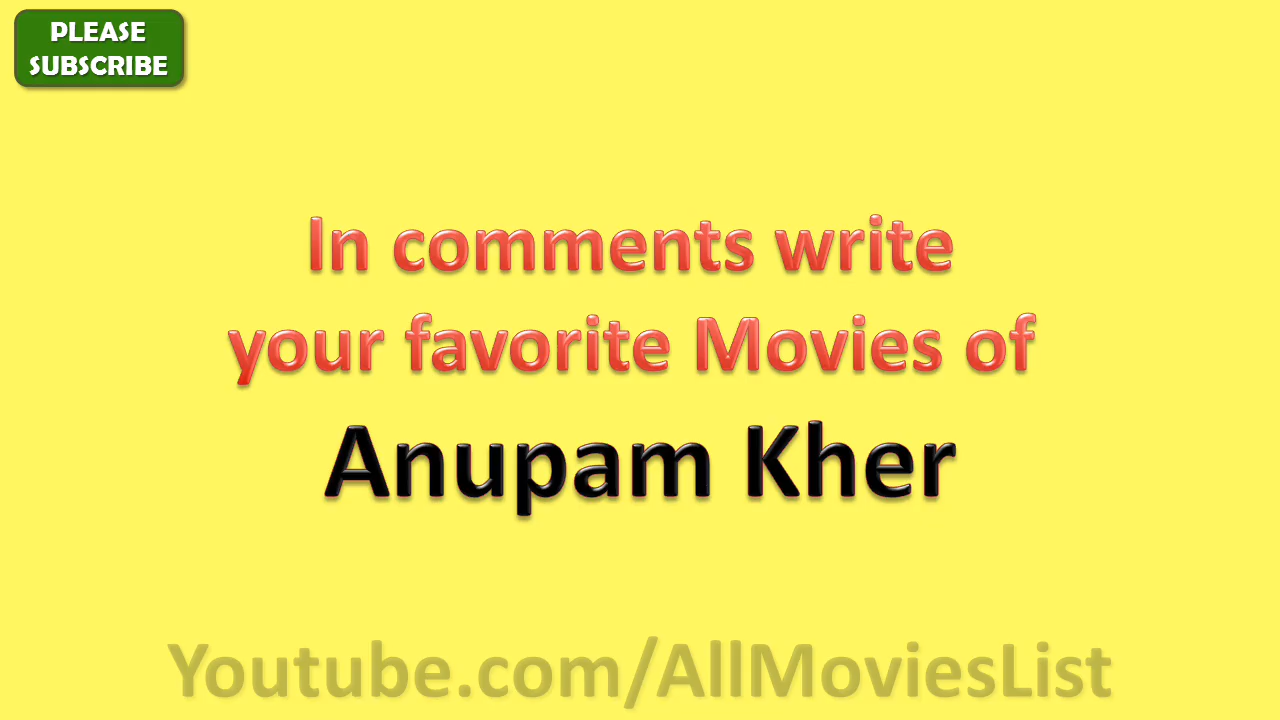 PLEASE
SUBSCRIBE
In comments write
your favorite Movies of
Anupam Kher
Youtube.com/AllMoviesList